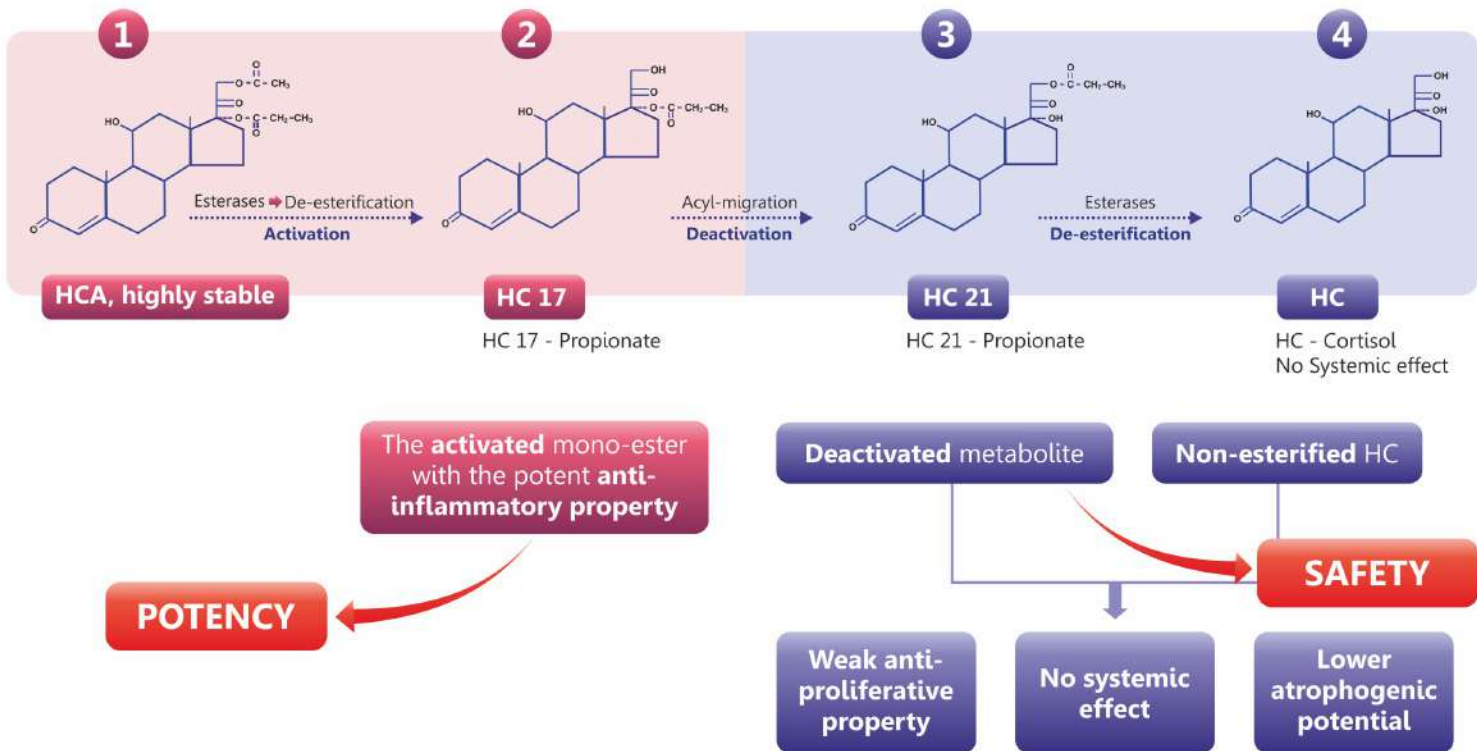 1
2
3
4
O
O–C–CH₃
O
O–C–CH₂–CH₃
O
HO
O
OH
O
O–C–CH₂–CH₃
O
HO
O
O
O–C–CH₂–CH₃
O
OH
HO
O
OH
O
OH
HO
O
Esterases ➡ De-esterification
Activation
Acyl-migration
Deactivation
Esterases
De-esterification
HCA, highly stable
HC 17
HC 21
HC
HC 17 - Propionate
HC 21 - Propionate
HC - Cortisol
No Systemic effect
The activated mono-ester
with the potent anti-
inflammatory property
Deactivated metabolite
Non-esterified HC
POTENCY
SAFETY
Weak anti-
proliferative
property
No systemic
effect
Lower
atrophogenic
potential